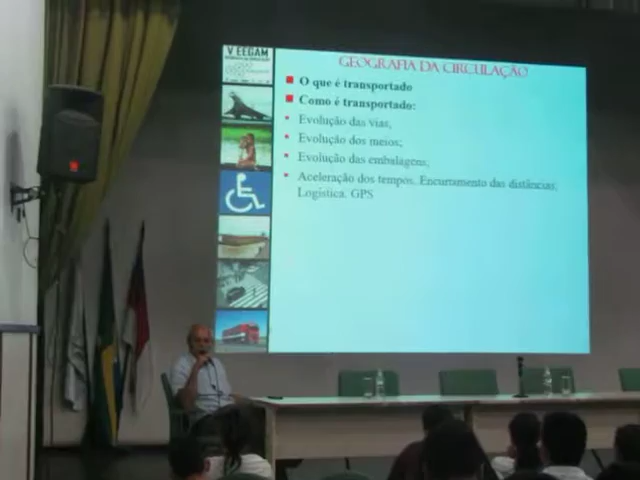 V EEGAM
GEOGRAFIA DA CIRCULAÇÃO
O que é transportado
Como é transportado:
Evolução das vias;
Evolução dos meios;
Evolução das embalagens;
Aceleração dos tempos. Encurtamento das distâncias.
Logística. GPS